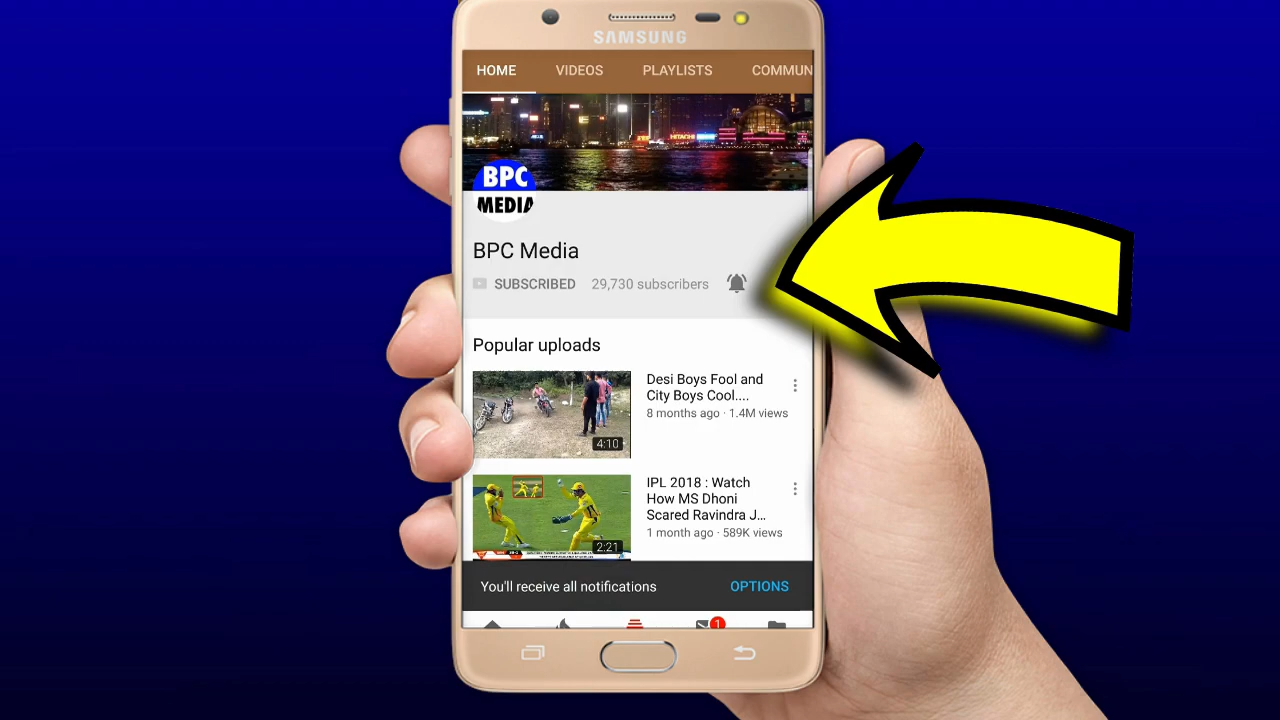 SAMSUNG
HOME VIDEOS PLAYLISTS COMMUN
HITACHI
BPC
MEDIA
BPC Media
SUBSCRIBED 29,730 subscribers
Popular uploads
Desi Boys Fool and
City Boys Cool....
8 months ago · 1.4M views
4:10
IPL 2018 : Watch
How MS Dhoni
Scared Ravindra J...
1 month ago · 589K views
2:21
You'll receive all notifications OPTIONS
1